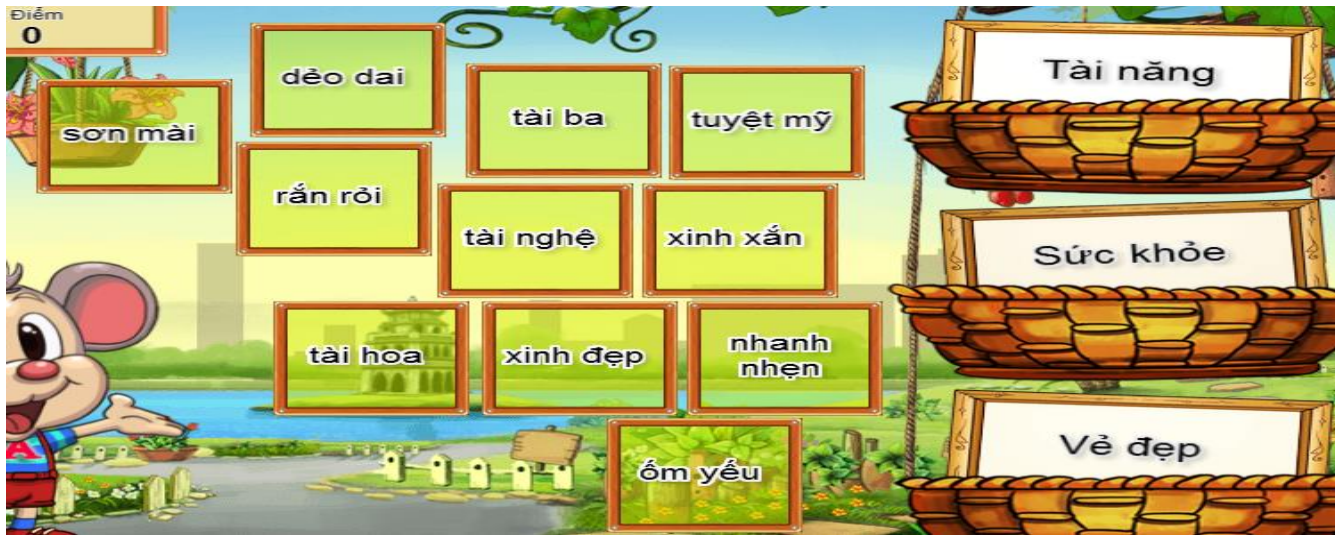 Điểm
0
dẻo dai
sơn mài
tài ba
tuyệt mỹ
rắn rỏi
tài nghệ
xinh xắn
tài hoa
xinh đẹp
nhanh
nhẹn
ốm yếu
Tài năng
Sức khỏe
Vẻ đẹp